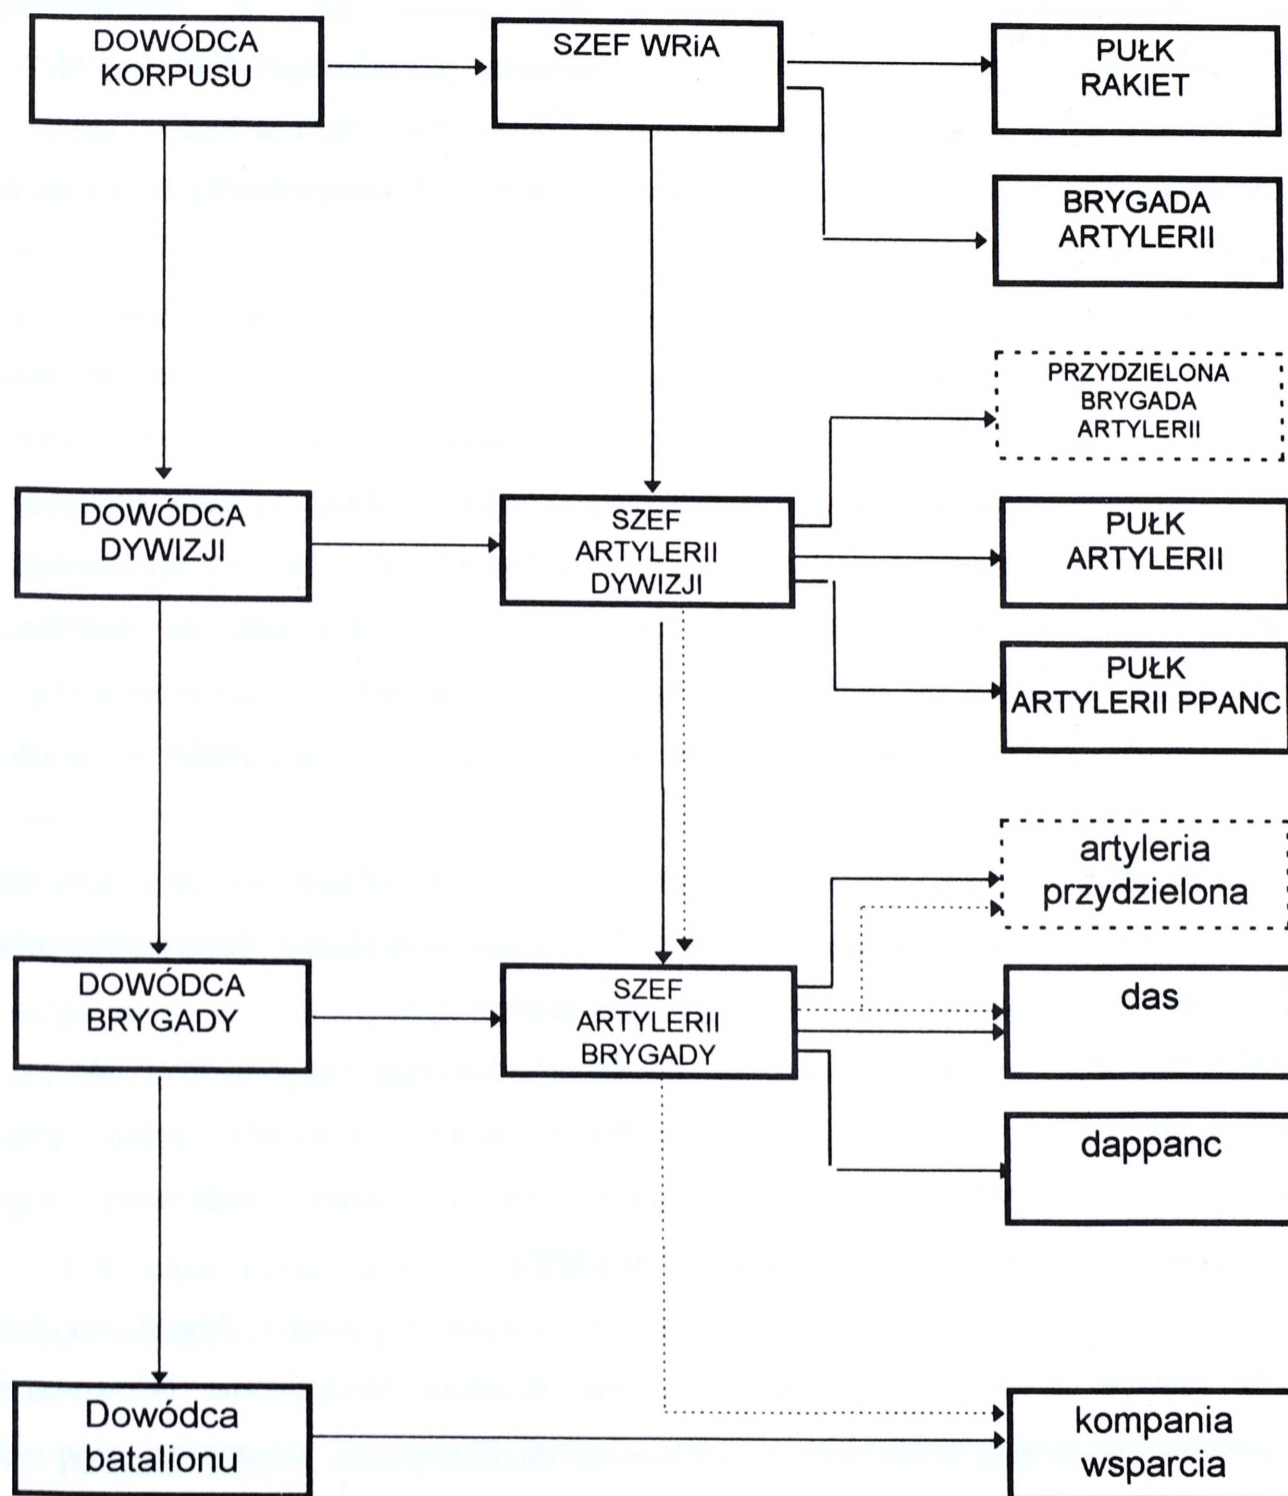 DOWÓDCA
KORPUSU
SZEF WRiA
PUŁK
RAKIET
BRYGADA
ARTYLERII
PRZYDZIELONA
BRYGADA
ARTYLERII
DOWÓDCA
DYWIZJI
SZEF
ARTYLERII
DYWIZJI
PUŁK
ARTYLERII
PUŁK
ARTYLERII PPANC
artyleria
przydzielona
DOWÓDCA
BRYGADY
SZEF
ARTYLERII
BRYGADY
das
dappanc
Dowódca
batalionu
kompania
wsparcia